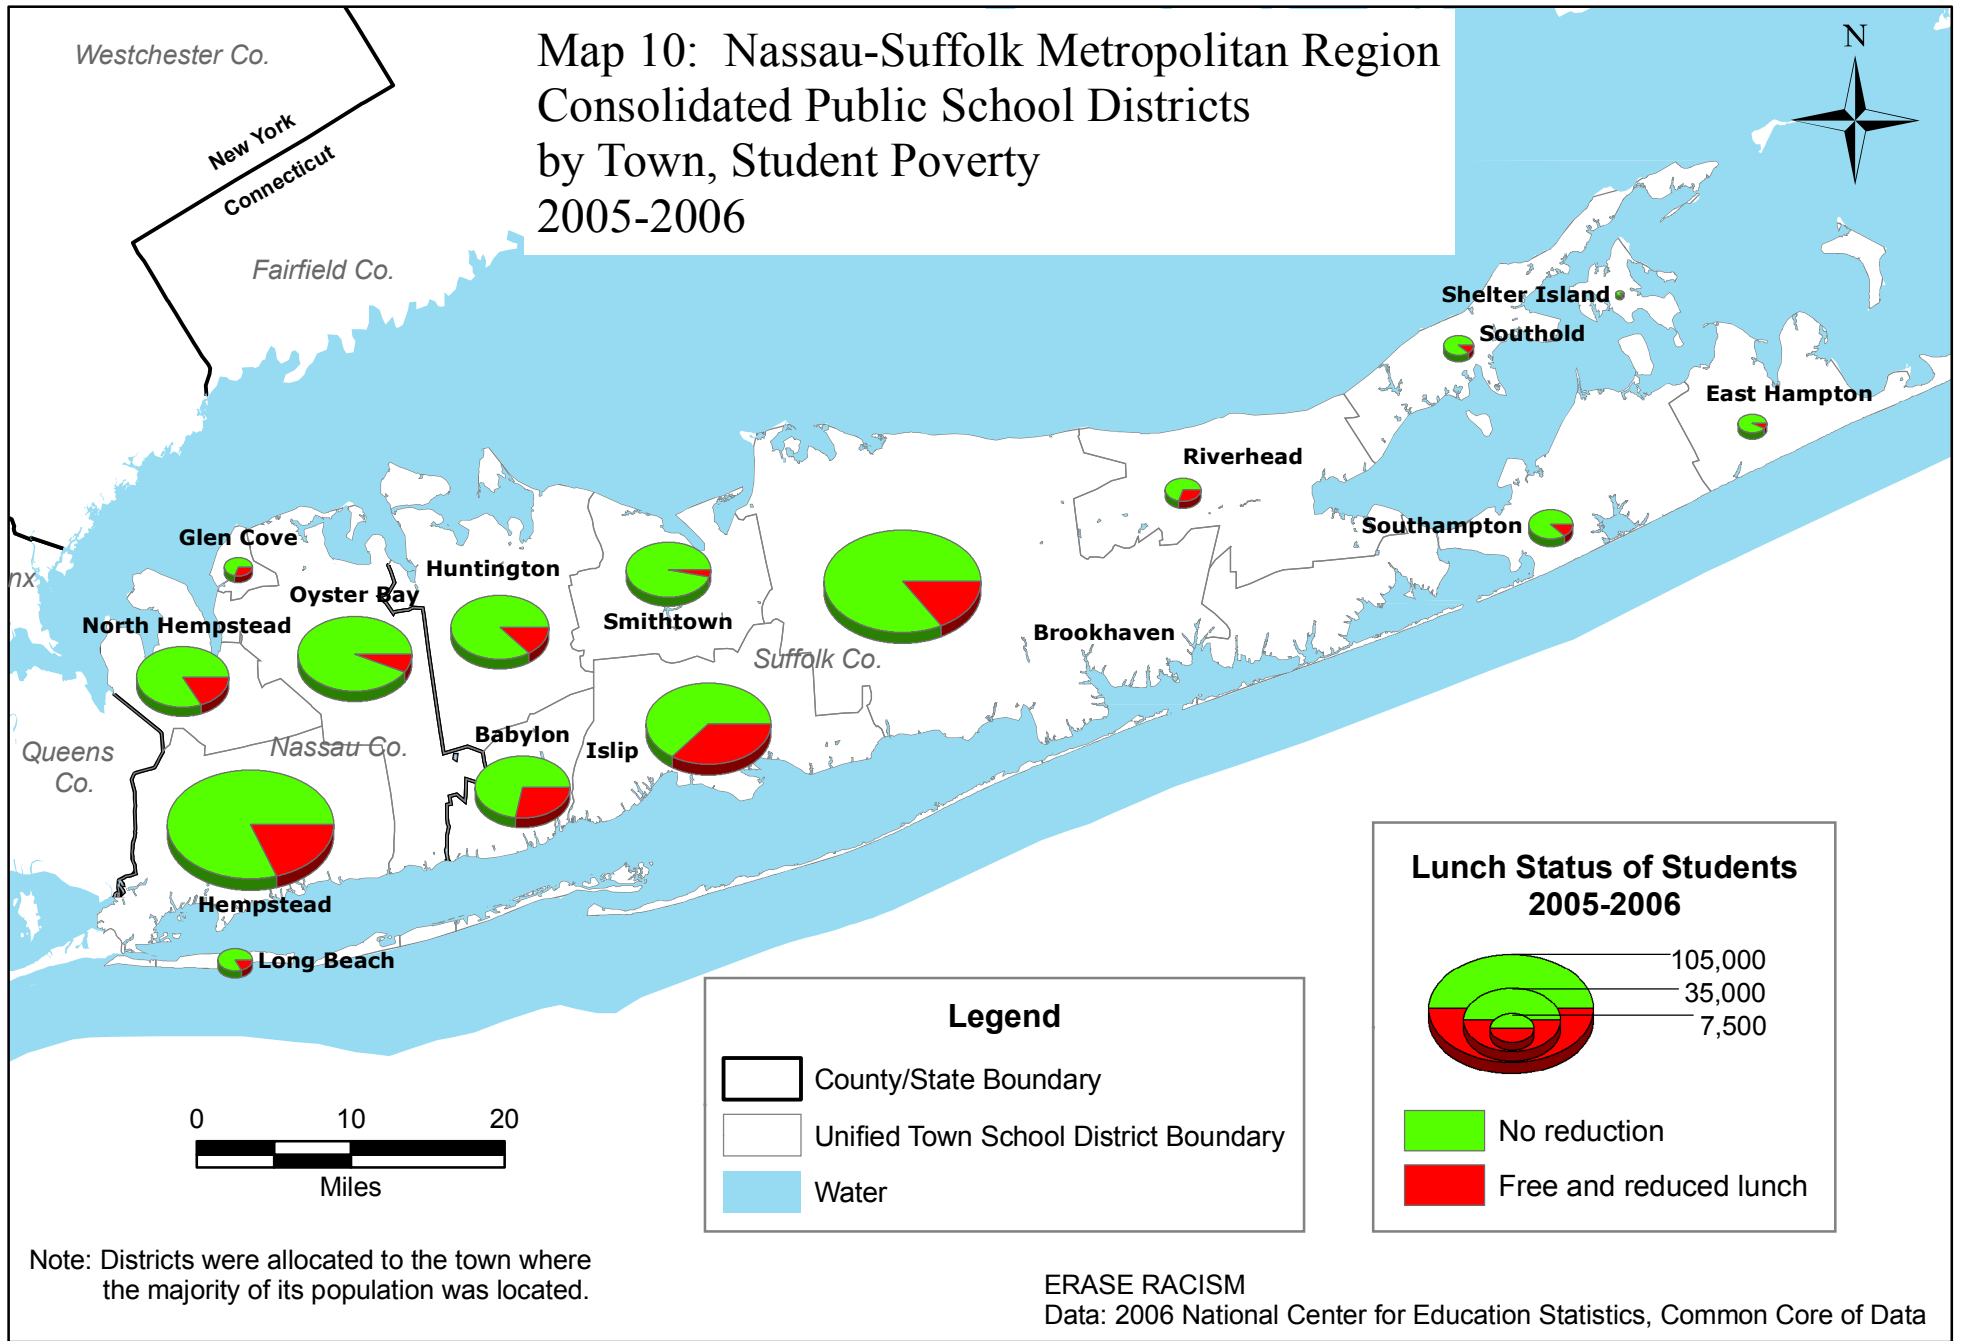 Map 10: Nassau-Suffolk Metropolitan Region
Consolidated Public School Districts
by Town, Student Poverty
2005-2006
N
Westchester Co.
New York
Connecticut
Fairfield Co.
Shelter Island
Southold
East Hampton
Riverhead
Southampton
Glen Cove
Huntington
Oyster Bay
North Hempstead
Smithtown
Brookhaven
Suffolk Co.
nx
Queens
Co.
Nassau Co.
Babylon
Islip
Hempstead
Long Beach
Lunch Status of Students
2005-2006
105,000
35,000
7,500
No reduction
Free and reduced lunch
Legend
County/State Boundary
Unified Town School District Boundary
Water
0 10 20
Miles
Note: Districts were allocated to the town where
the majority of its population was located.
ERASE RACISM
Data: 2006 National Center for Education Statistics, Common Core of Data